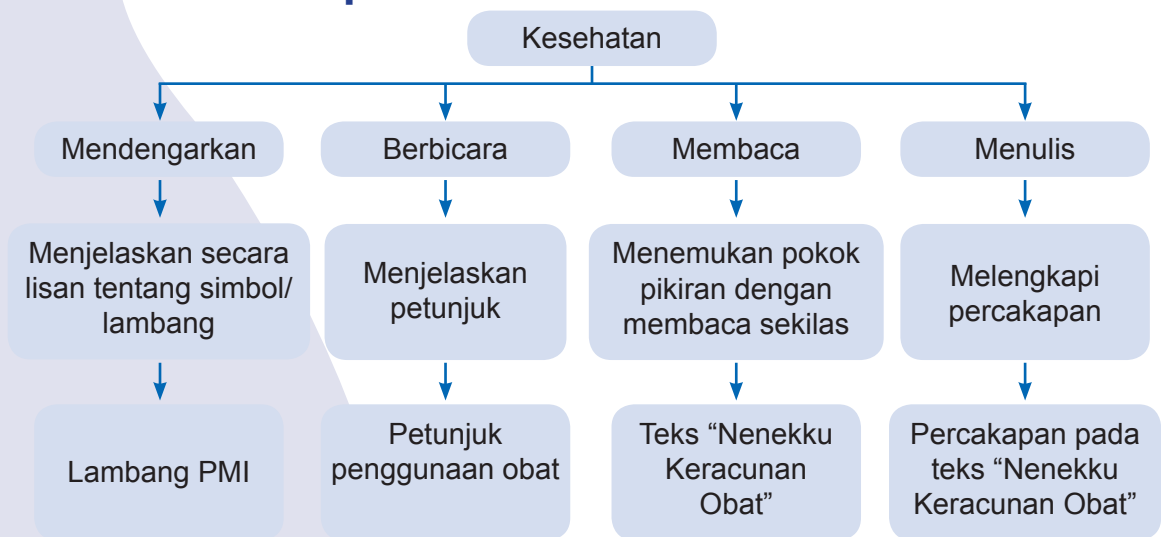 Kesehatan
Mendengarkan
Berbicara
Membaca
Menulis
Menjelaskan secara
lisan tentang simbol/
lambang
Menjelaskan
petunjuk
Menemukan pokok
pikiran dengan
membaca sekilas
Melengkapi
percakapan
Lambang PMI
Petunjuk
penggunaan obat
Teks “Nenekku
Keracunan
Obat”
Percakapan pada
teks “Nenekku
Keracunan Obat”